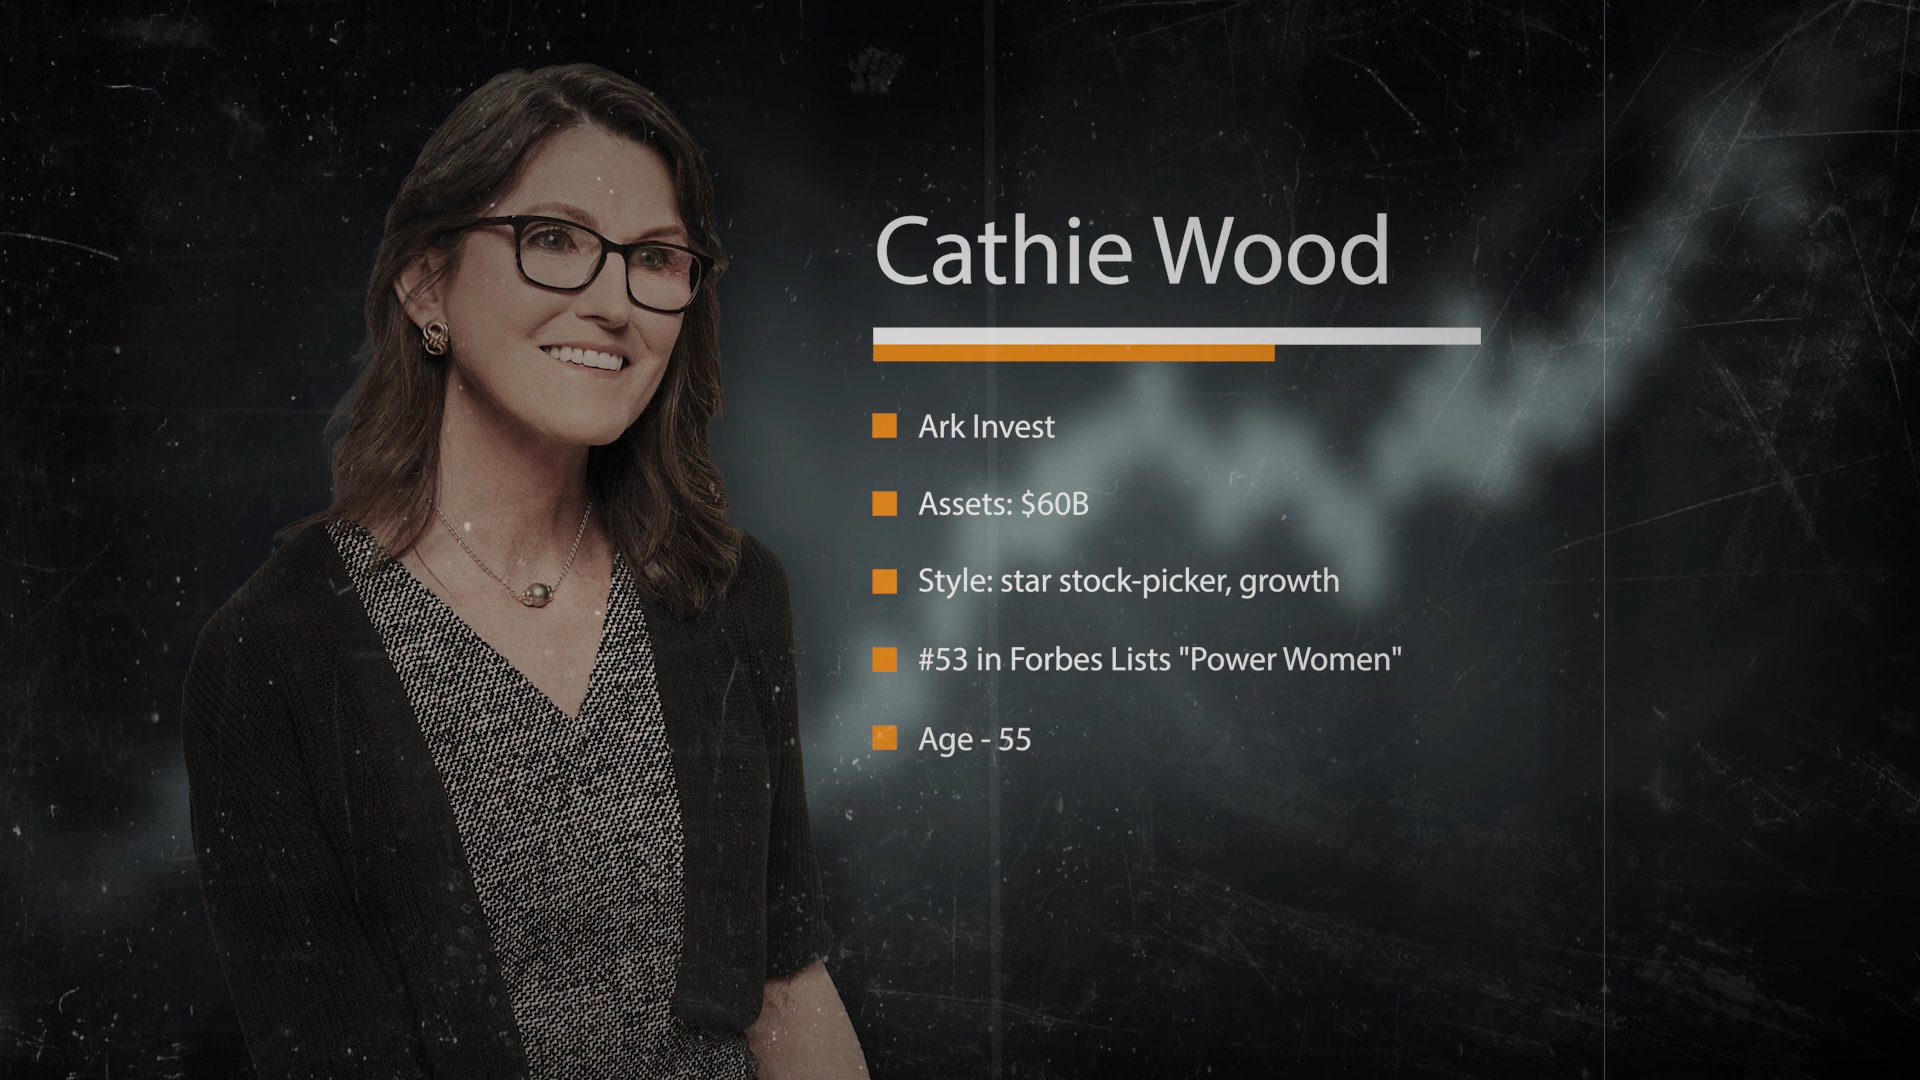 Cathie Wood
Ark Invest
Assets: $60B
Style: star stock-picker, growth
#53 in Forbes Lists "Power Women"
Age - 55